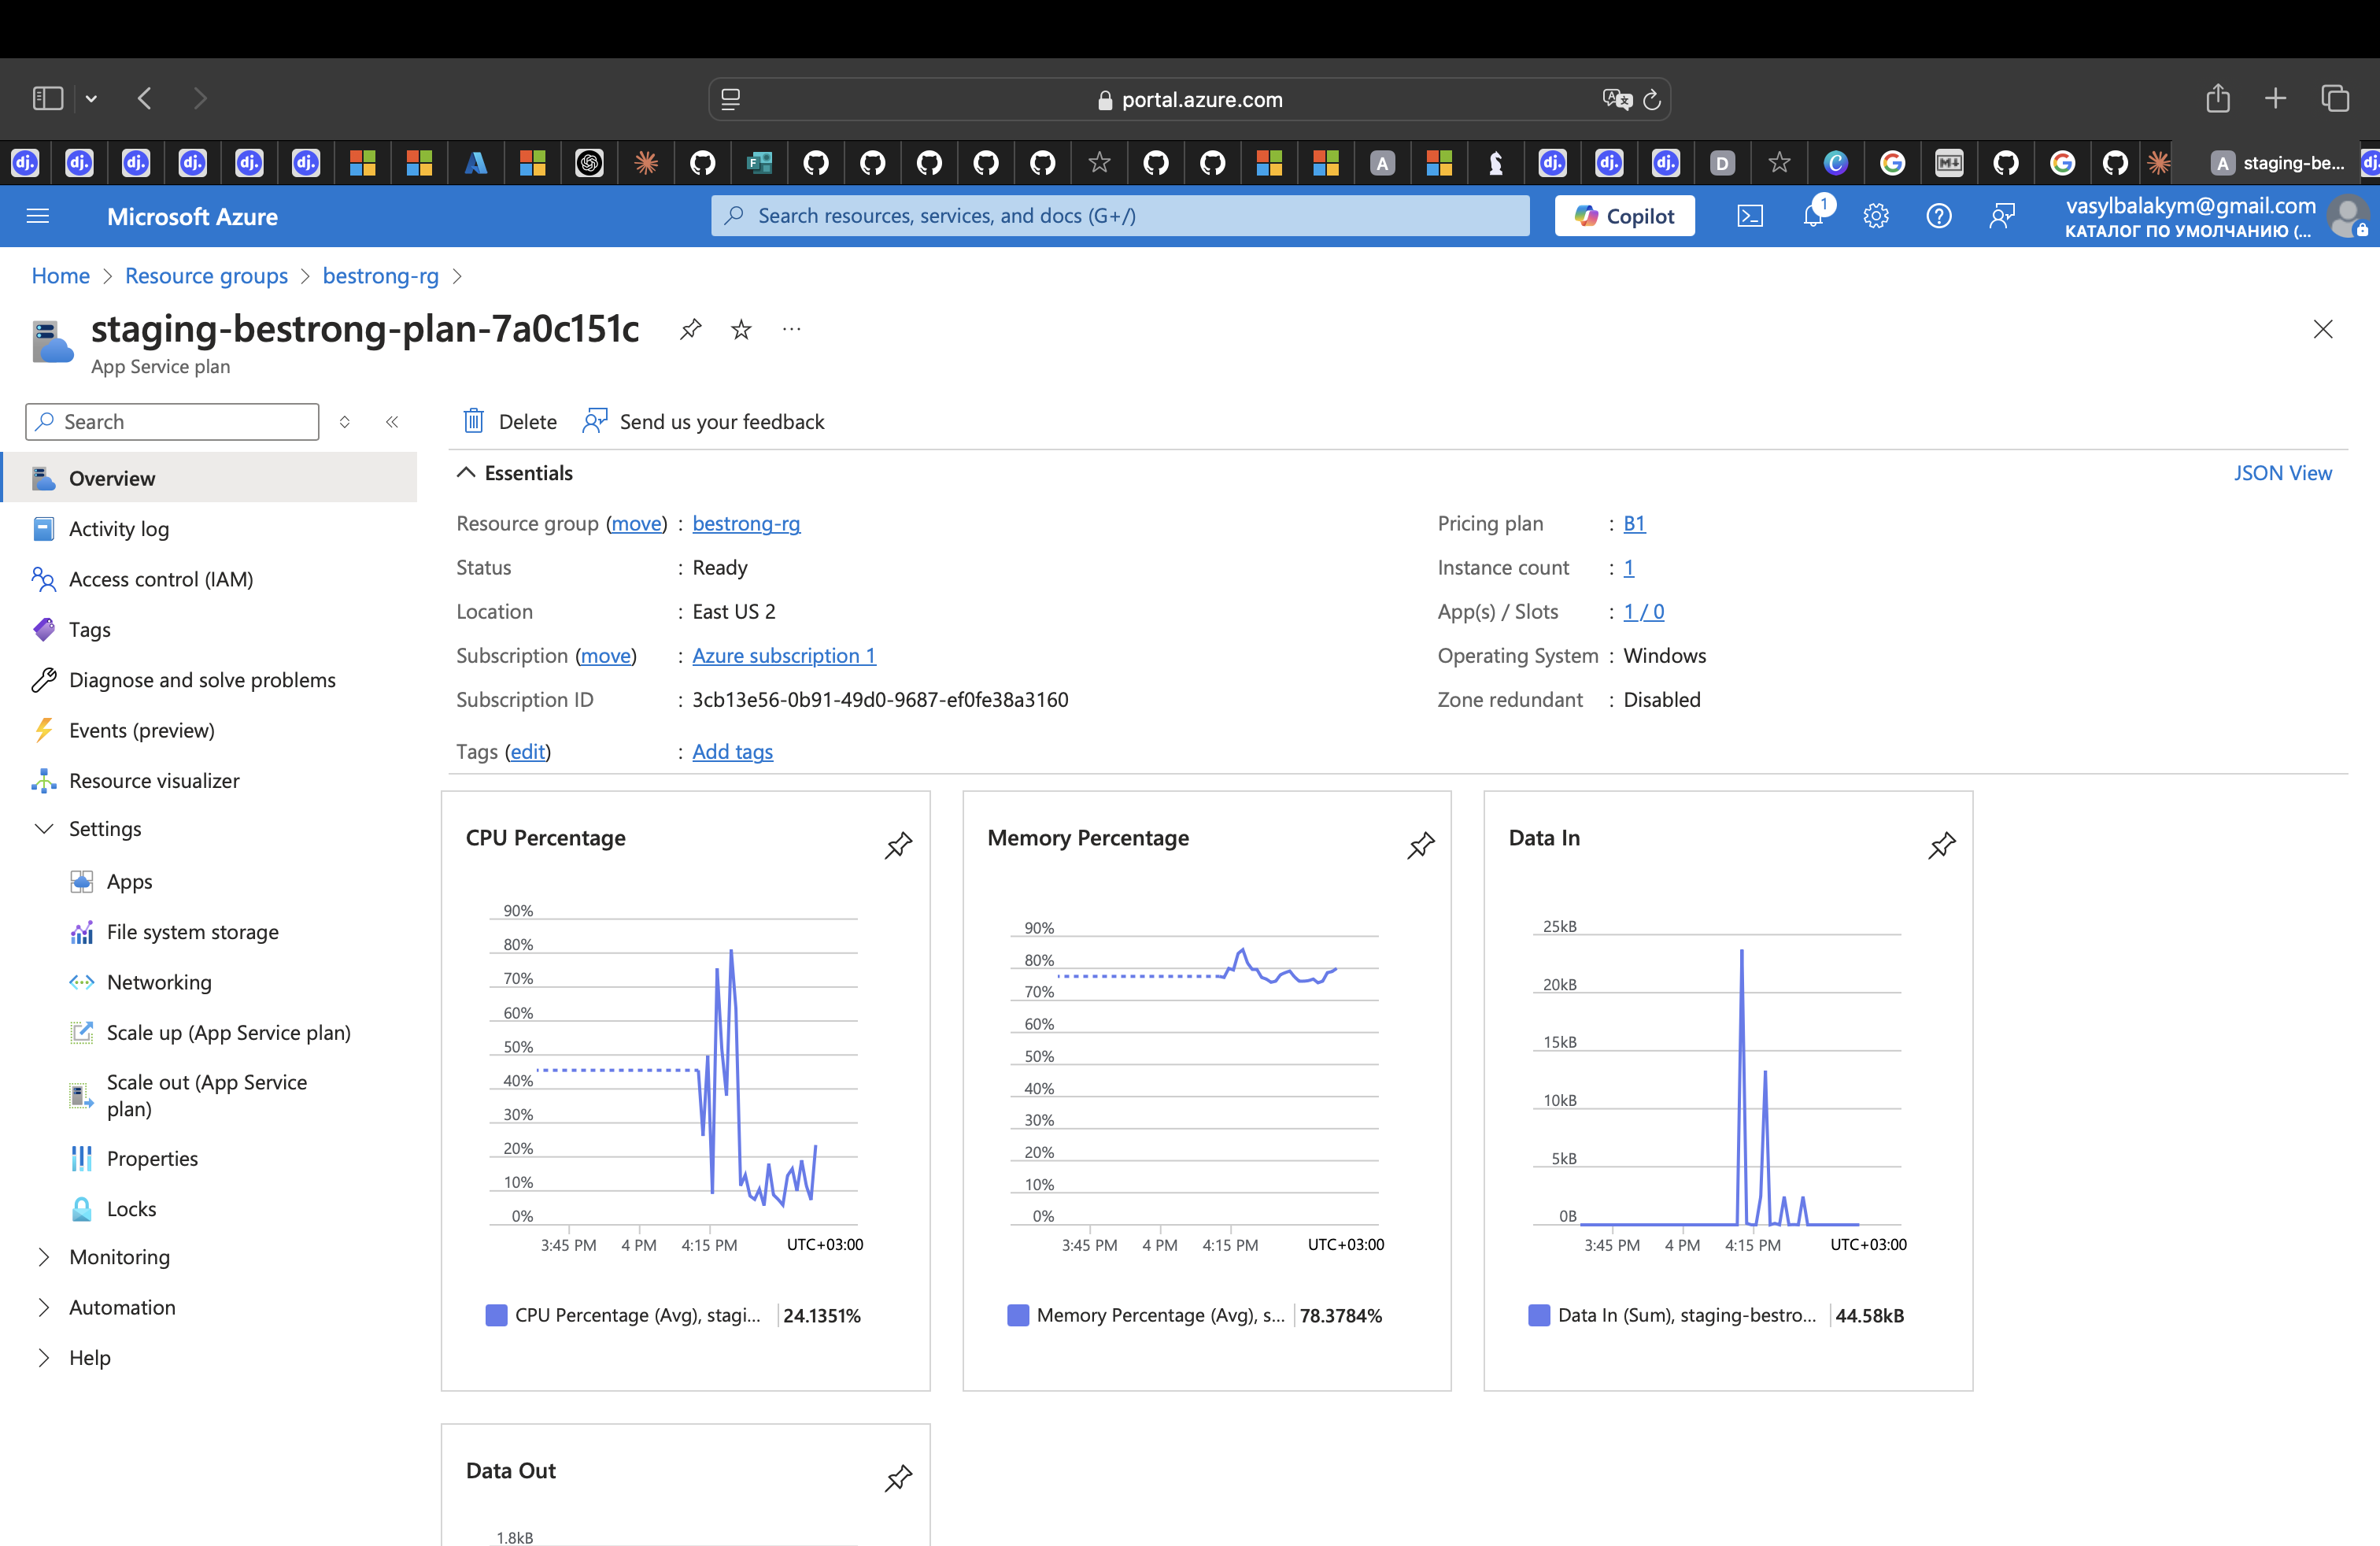 portal.azure.com
dj. dj. dj. dj. dj. dj. F A dj. dj. dj. D C G M G A staging-be... dj.
Microsoft Azure
Search resources, services, and docs (G+/)
Copilot
1
vasylbalakym@gmail.com
КАТАЛОГ ПО УМОЛЧАНИЮ (...
Home > Resource groups > bestrong-rg >
staging-bestrong-plan-7a0c151c
...
App Service plan
Search
Delete
Send us your feedback
Overview
Activity log
Access control (IAM)
Tags
Diagnose and solve problems
Events (preview)
Resource visualizer
Settings
Apps
File system storage
Networking
Scale up (App Service plan)
Scale out (App Service
plan)
Properties
Locks
Monitoring
Automation
Help
Essentials
JSON View
Resource group (move) : bestrong-rg
Status : Ready
Location : East US 2
Subscription (move) : Azure subscription 1
Subscription ID : 3cb13e56-0b91-49d0-9687-ef0fe38a3160
Tags (edit) : Add tags
Pricing plan : B1
Instance count : 1
App(s) / Slots : 1 / 0
Operating System : Windows
Zone redundant : Disabled
CPU Percentage
90%
80%
70%
60%
50%
40%
30%
20%
10%
0%
3:45 PM 4 PM 4:15 PM UTC+03:00
CPU Percentage (Avg), stagi... 24.1351%
Memory Percentage
90%
80%
70%
60%
50%
40%
30%
20%
10%
0%
3:45 PM 4 PM 4:15 PM UTC+03:00
Memory Percentage (Avg), s... 78.3784%
Data In
25kB
20kB
15kB
10kB
5kB
0B
3:45 PM 4 PM 4:15 PM UTC+03:00
Data In (Sum), staging-bestro... 44.58kB
Data Out
1.8kB